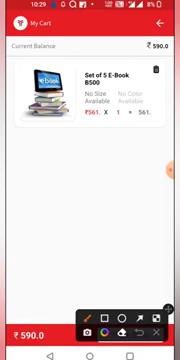 10:29
8%
My Cart
Current Balance
₹ 590.0
Set of 5 E-Book
B500
No Size Available
No Color Available
₹561. X 1 = 561.
₹ 590.0